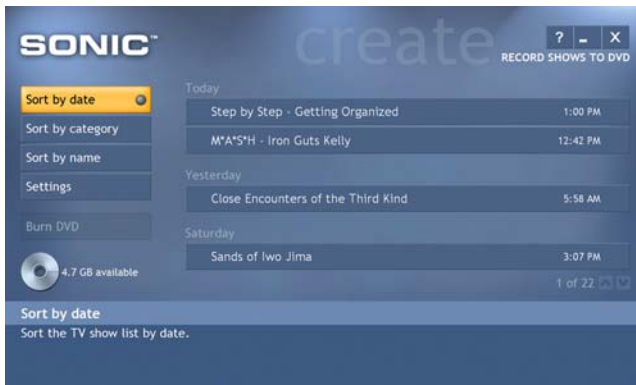 SONIC™
create
? – X
RECORD SHOWS TO DVD
Sort by date
Sort by category
Sort by name
Settings
Burn DVD
4.7 GB available
Today
Step by Step - Getting Organized 1:00 PM
M*A*S*H - Iron Guts Kelly 12:42 PM
Yesterday
Close Encounters of the Third Kind 5:58 AM
Saturday
Sands of Iwo Jima 3:07 PM
1 of 22
Sort by date
Sort the TV show list by date.